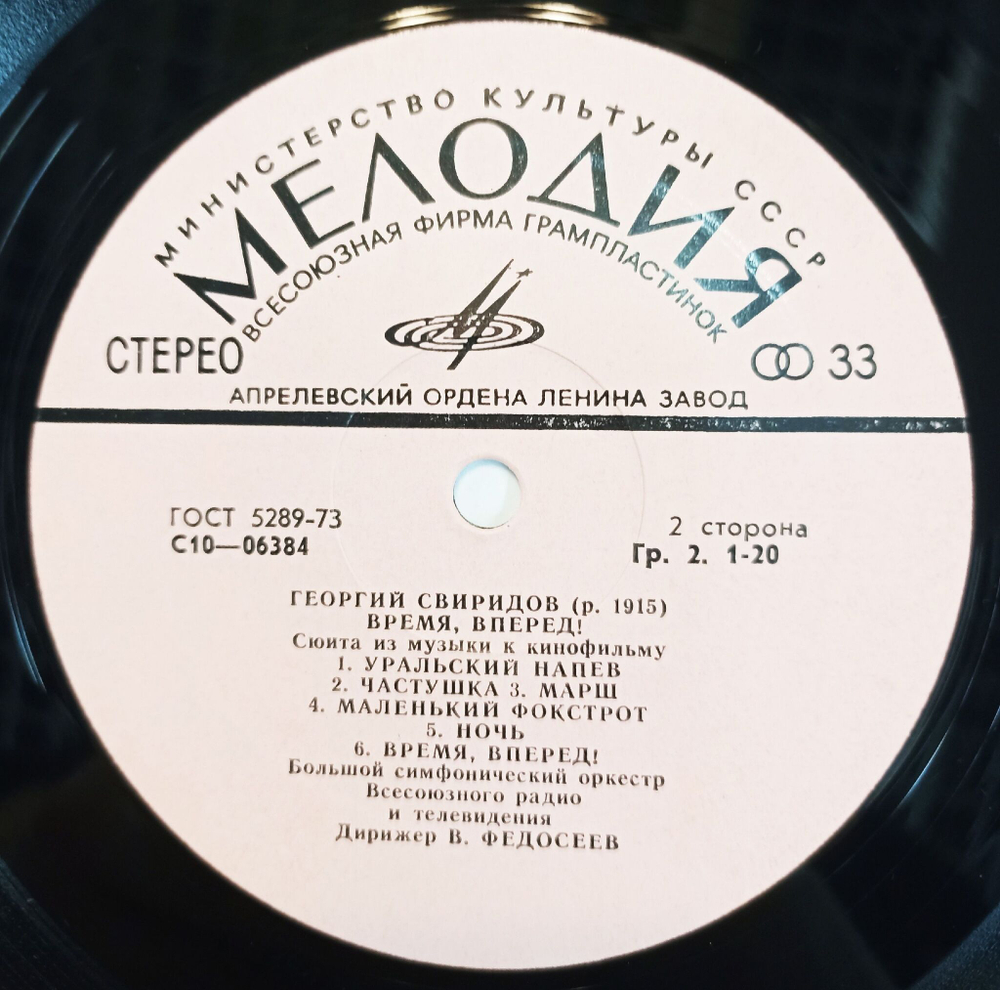 МИНИСТЕРСТВО КУЛЬТУРЫ СССР
МЕЛОДИЯ
ВСЕСОЮЗНАЯ ФИРМА ГРАМПЛАСТИНОК
СТЕРЕО
33
АПРЕЛЕВСКИЙ ОРДЕНА ЛЕНИНА ЗАВОД
ГОСТ 5289-73
С10—06384
2 сторона
Гр. 2. 1-20
ГЕОРГИЙ СВИРИДОВ (р. 1915)
ВРЕМЯ, ВПЕРЕД!
Сюита из музыки к кинофильму
1. УРАЛЬСКИЙ НАПЕВ
2. ЧАСТУШКА 3. МАРШ
4. МАЛЕНЬКИЙ ФОКСТРОТ
5. НОЧЬ
6. ВРЕМЯ, ВПЕРЕД!
Большой симфонический оркестр
Всесоюзного радио
и телевидения
Дирижер В. ФЕДОСЕЕВ